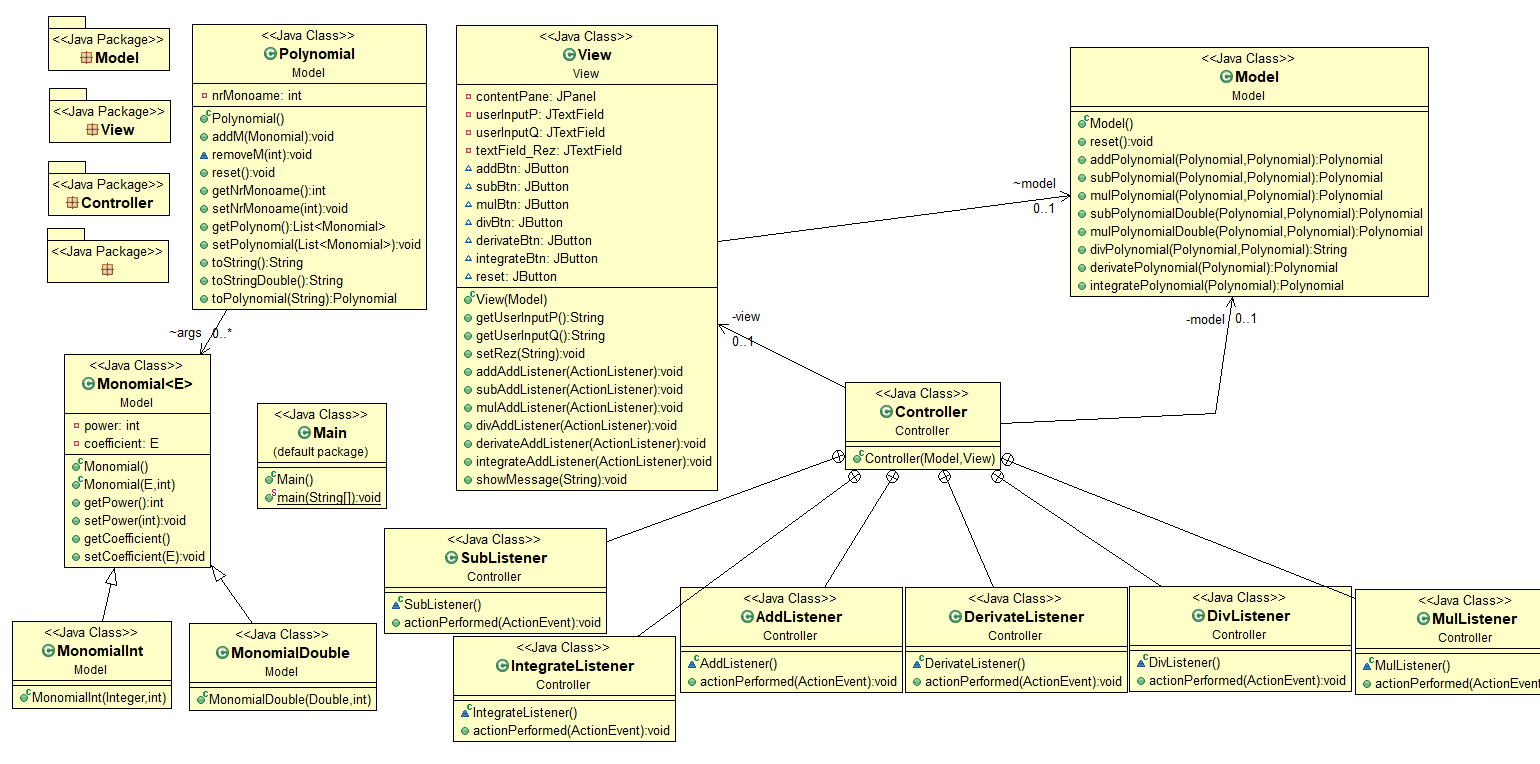 <<Java Package>>
Model
<<Java Package>>
View
<<Java Package>>
Controller
<<Java Package>>
<<Java Class>>
Polynomial
Model
nrMonoame: int
Polynomial()
addM(Monomial):void
removeM(int):void
reset():void
getNrMonoame():int
setNrMonoame(int):void
getPolynom():List<Monomial>
setPolynomial(List<Monomial>):void
toString():String
toStringDouble():String
toPolynomial(String):Polynomial
~args
0..*
<<Java Class>>
Monomial<E>
Model
power: int
coefficient: E
Monomial()
Monomial(E,int)
getPower():int
setPower(int):void
getCoefficient()
setCoefficient(E):void
<<Java Class>>
MonomialInt
Model
MonomialInt(Integer,int)
<<Java Class>>
MonomialDouble
Model
MonomialDouble(Double,int)
<<Java Class>>
Main
(default package)
Main()
main(String[]):void
<<Java Class>>
View
View
contentPane: JPanel
userInputP: JTextField
userInputQ: JTextField
textField_Rez: JTextField
addBtn: JButton
subBtn: JButton
mulBtn: JButton
divBtn: JButton
derivateBtn: JButton
integrateBtn: JButton
reset: JButton
View(Model)
getUserInputP():String
getUserInputQ():String
setRez(String):void
addAddListener(ActionListener):void
subAddListener(ActionListener):void
mulAddListener(ActionListener):void
divAddListener(ActionListener):void
derivateAddListener(ActionListener):void
integrateAddListener(ActionListener):void
showMessage(String):void
~model
0..1
<<Java Class>>
Model
Model
Model()
reset():void
addPolynomial(Polynomial,Polynomial):Polynomial
subPolynomial(Polynomial,Polynomial):Polynomial
mulPolynomial(Polynomial,Polynomial):Polynomial
subPolynomialDouble(Polynomial,Polynomial):Polynomial
mulPolynomialDouble(Polynomial,Polynomial):Polynomial
divPolynomial(Polynomial,Polynomial):String
derivatePolynomial(Polynomial):Polynomial
integratePolynomial(Polynomial):Polynomial
-view
0..1
-model
0..1
<<Java Class>>
Controller
Controller
Controller(Model,View)
<<Java Class>>
SubListener
Controller
SubListener()
actionPerformed(ActionEvent):void
<<Java Class>>
IntegrateListener
Controller
IntegrateListener()
actionPerformed(ActionEvent):void
<<Java Class>>
AddListener
Controller
AddListener()
actionPerformed(ActionEvent):void
<<Java Class>>
DerivateListener
Controller
DerivateListener()
actionPerformed(ActionEvent):void
<<Java Class>>
DivListener
Controller
DivListener()
actionPerformed(ActionEvent):void
<<Java Class>>
MulListener
Controller
MulListener()
actionPerformed(ActionEvent